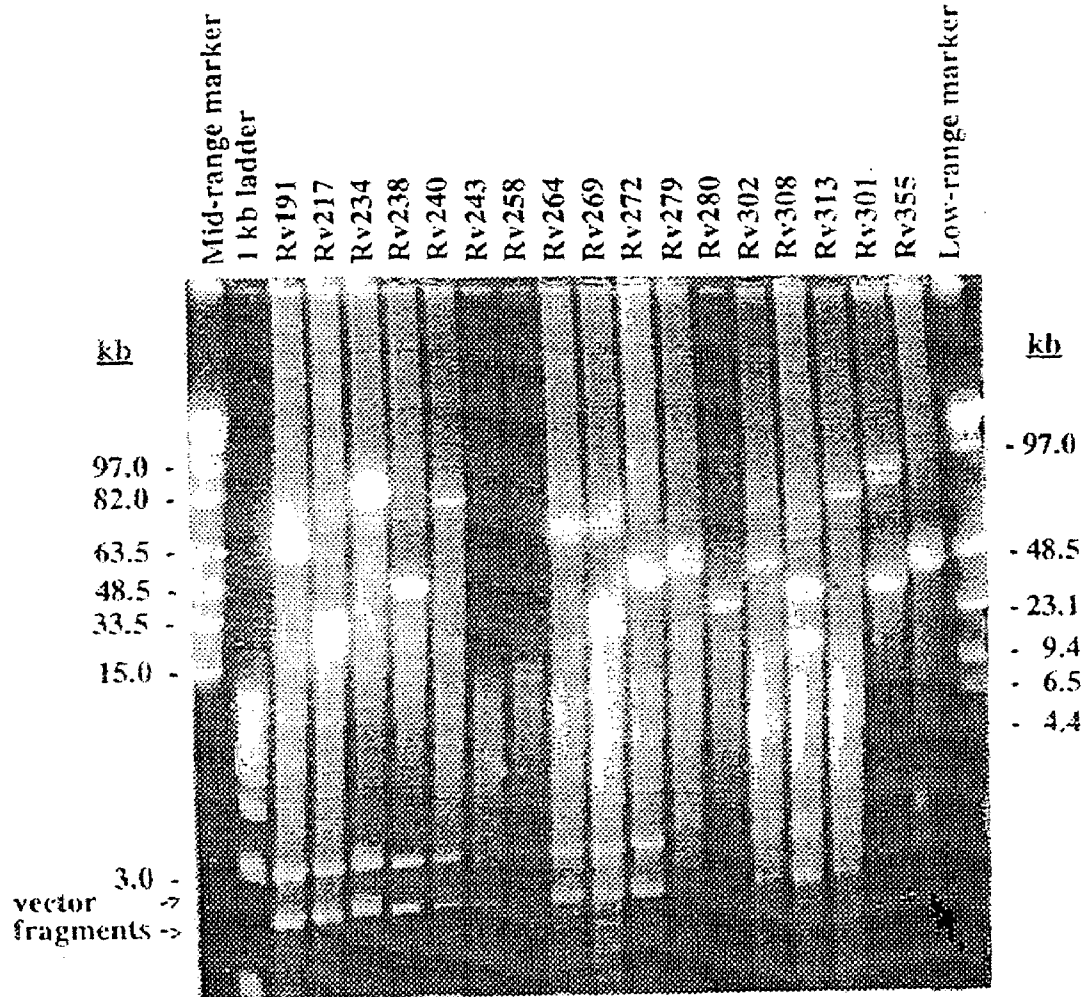 Mid-range marker
1 kb ladder
Rv191
Rv217
Rv234
Rv238
Rv240
Rv243
Rv258
Rv264
Rv269
Rv272
Rv279
Rv280
Rv302
Rv308
Rv313
Rv301
Rv355
Low-range marker
kb
97.0 -
82.0 -
63.5 -
48.5 -
33.5 -
15.0 -
3.0 -
vector ->
fragments ->
kb
- 97.0
- 48.5
- 23.1
- 9.4
- 6.5
- 4.4